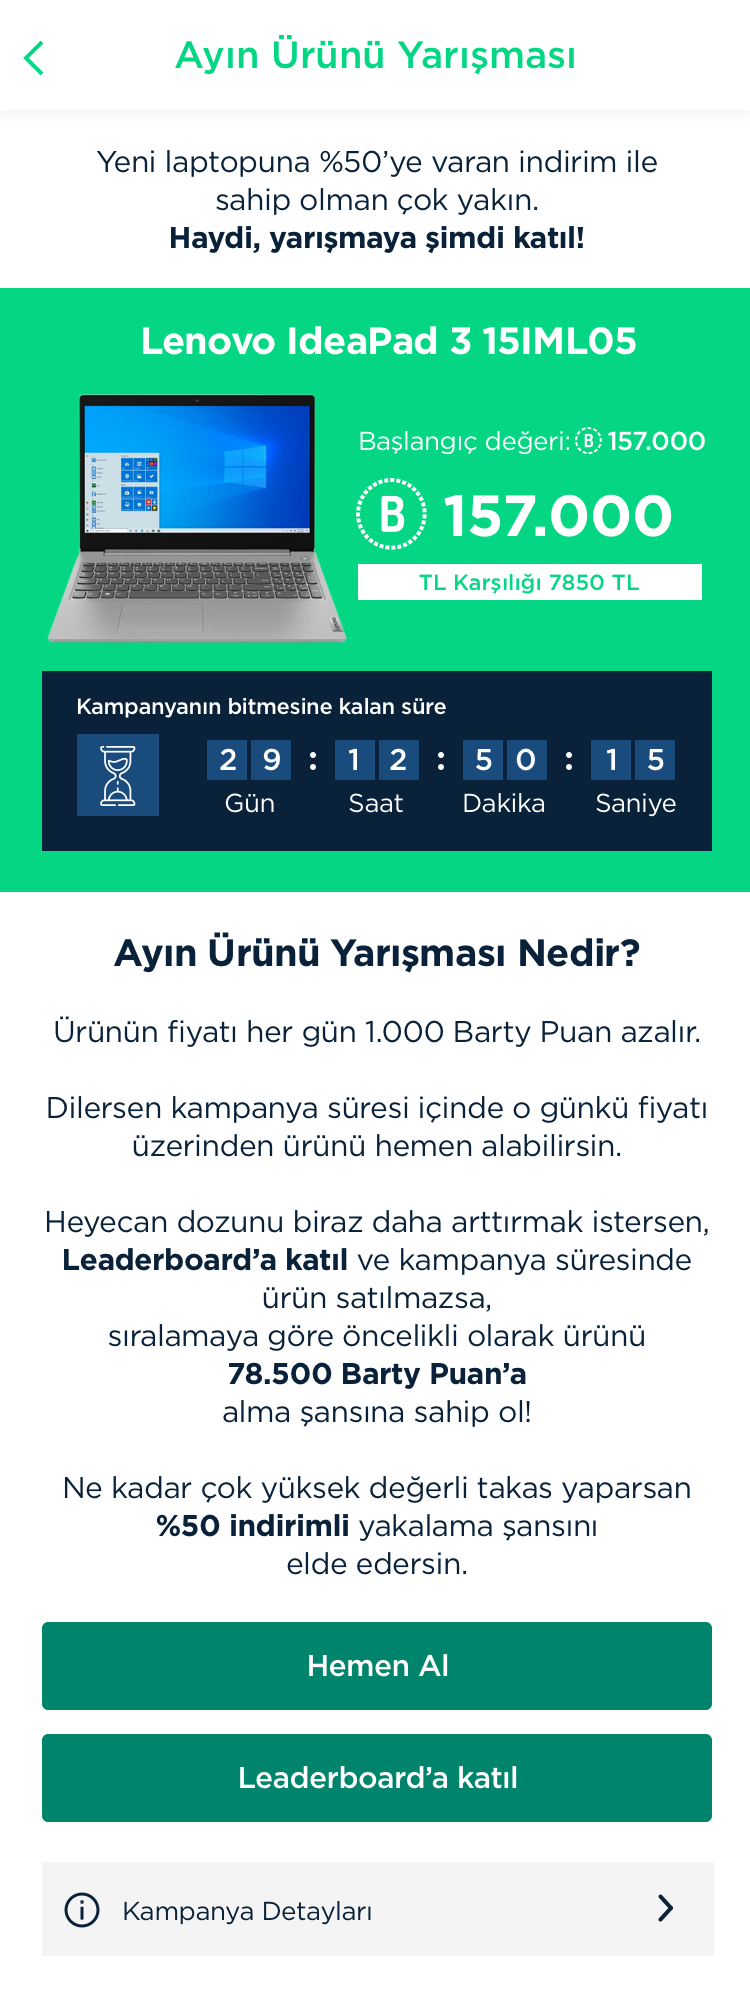 Ayın Ürünü Yarışması
Yeni laptopuna %50’ye varan indirim ile
sahip olman çok yakın.
Haydi, yarışmaya şimdi katıl!
Lenovo IdeaPad 3 15IML05
Başlangıç değeri: B 157.000
B 157.000
TL Karşılığı 7850 TL
Kampanyanın bitmesine kalan süre
29 : 12 : 50 : 15
Gün Saat Dakika Saniye
Ayın Ürünü Yarışması Nedir?
Ürünün fiyatı her gün 1.000 Barty Puan azalır.
Dilersen kampanya süresi içinde o günkü fiyatı
üzerinden ürünü hemen alabilirsin.
Heyecan dozunu biraz daha arttırmak istersen,
Leaderboard’a katıl ve kampanya süresinde
ürün satılmazsa,
sıralamaya göre öncelikli olarak ürünü
78.500 Barty Puan’a
alma şansına sahip ol!
Ne kadar çok yüksek değerli takas yaparsan
%50 indirimli yakalama şansını
elde edersin.
Hemen Al
Leaderboard’a katıl
Kampanya Detayları